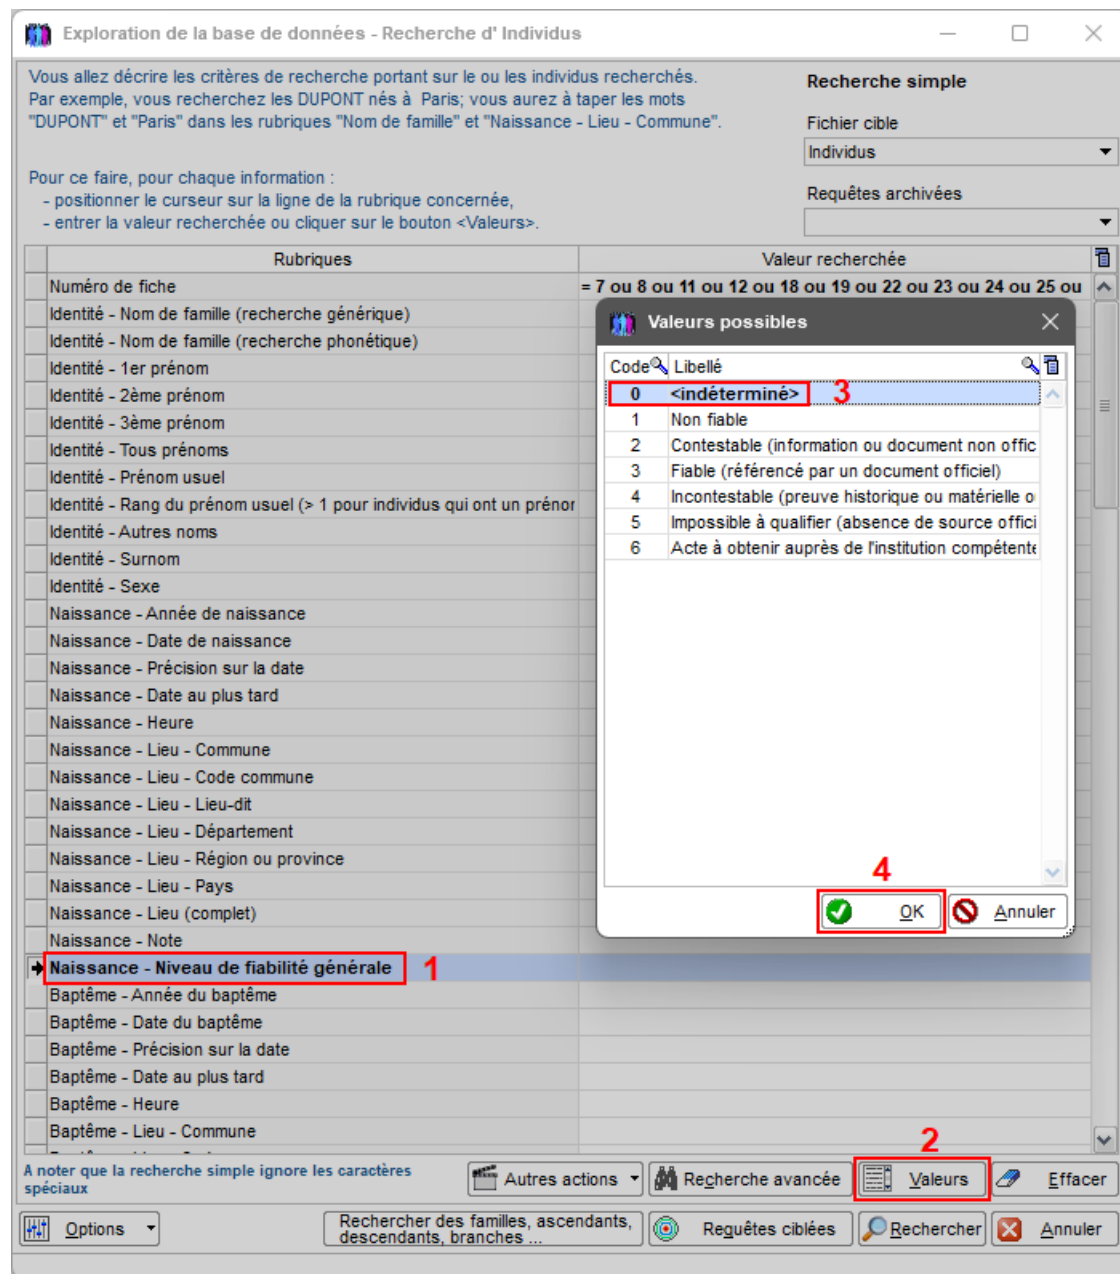 Exploration de la base de données - Recherche d' Individus
Vous allez décrire les critères de recherche portant sur le ou les individus recherchés.
Par exemple, vous recherchez les DUPONT nés à Paris; vous aurez à taper les mots
"DUPONT" et "Paris" dans les rubriques "Nom de famille" et "Naissance - Lieu - Commune".
Pour ce faire, pour chaque information :
- positionner le curseur sur la ligne de la rubrique concernée,
- entrer la valeur recherchée ou cliquer sur le bouton <Valeurs>.
Recherche simple
Fichier cible
Individus
Requêtes archivées
Rubriques Valeur recherchée
Numéro de fiche = 7 ou 8 ou 11 ou 12 ou 18 ou 19 ou 22 ou 23 ou 24 ou 25 ou
Identité - Nom de famille (recherche générique)
Identité - Nom de famille (recherche phonétique)
Identité - 1er prénom
Identité - 2ème prénom
Identité - 3ème prénom
Identité - Tous prénoms
Identité - Prénom usuel
Identité - Rang du prénom usuel (> 1 pour individus qui ont un prénor
Identité - Autres noms
Identité - Surnom
Identité - Sexe
Naissance - Année de naissance
Naissance - Date de naissance
Naissance - Précision sur la date
Naissance - Date au plus tard
Naissance - Heure
Naissance - Lieu - Commune
Naissance - Lieu - Code commune
Naissance - Lieu - Lieu-dit
Naissance - Lieu - Département
Naissance - Lieu - Région ou province
Naissance - Lieu - Pays
Naissance - Lieu (complet)
Naissance - Note
Naissance - Niveau de fiabilité générale 1
Baptême - Année du baptême
Baptême - Date du baptême
Baptême - Précision sur la date
Baptême - Date au plus tard
Baptême - Heure
Baptême - Lieu - Commune
Valeurs possibles
Code Libellé
0 <indéterminé> 3
1 Non fiable
2 Contestable (information ou document non offic
3 Fiable (référencé par un document officiel)
4 Incontestable (preuve historique ou matérielle o
5 Impossible à qualifier (absence de source offici
6 Acte à obtenir auprès de l'institution compétente
4
OK Annuler
2
A noter que la recherche simple ignore les caractères
spéciaux
Autres actions Recherche avancée Valeurs Effacer
Options
Rechercher des familles, ascendants,
descendants, branches ...
Requêtes ciblées Rechercher Annuler